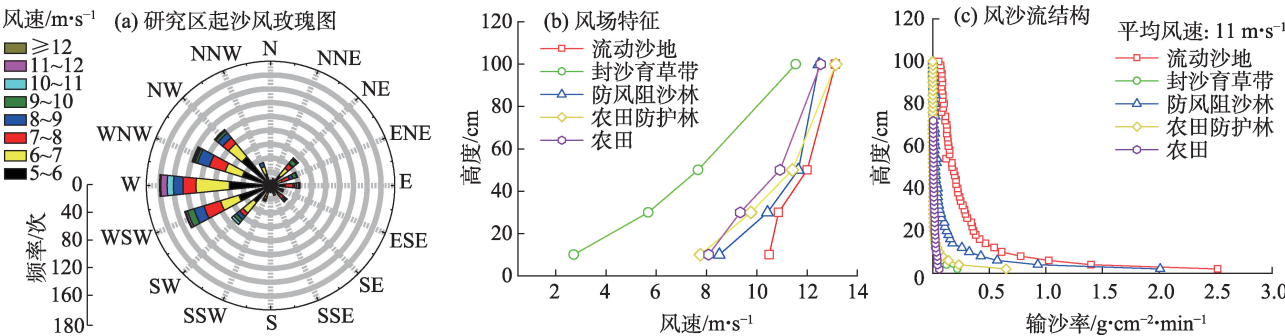 风速/m·s⁻¹
≥12
11~12
10~11
9~10
8~9
7~8
6~7
5~6
频率/次
0
40
80
120
160
180
(a) 研究区起沙风玫瑰图
N
NNE
NE
ENE
E
ESE
SE
SSE
S
SSW
SW
WSW
W
WNW
NW
NNW
(b) 风场特征
流动沙地
封沙育草带
防风阻沙林
农田防护林
农田
高度/cm
120
100
80
60
40
20
0
2 4 6 8 10 12 14
风速/m·s⁻¹
(c) 风沙流结构
平均风速: 11 m·s⁻¹
流动沙地
封沙育草带
防风阻沙林
农田防护林
农田
高度/cm
100
80
60
40
20
0
0.5 1.0 1.5 2.0 2.5 3.0
输沙率/g·cm⁻²·min⁻¹